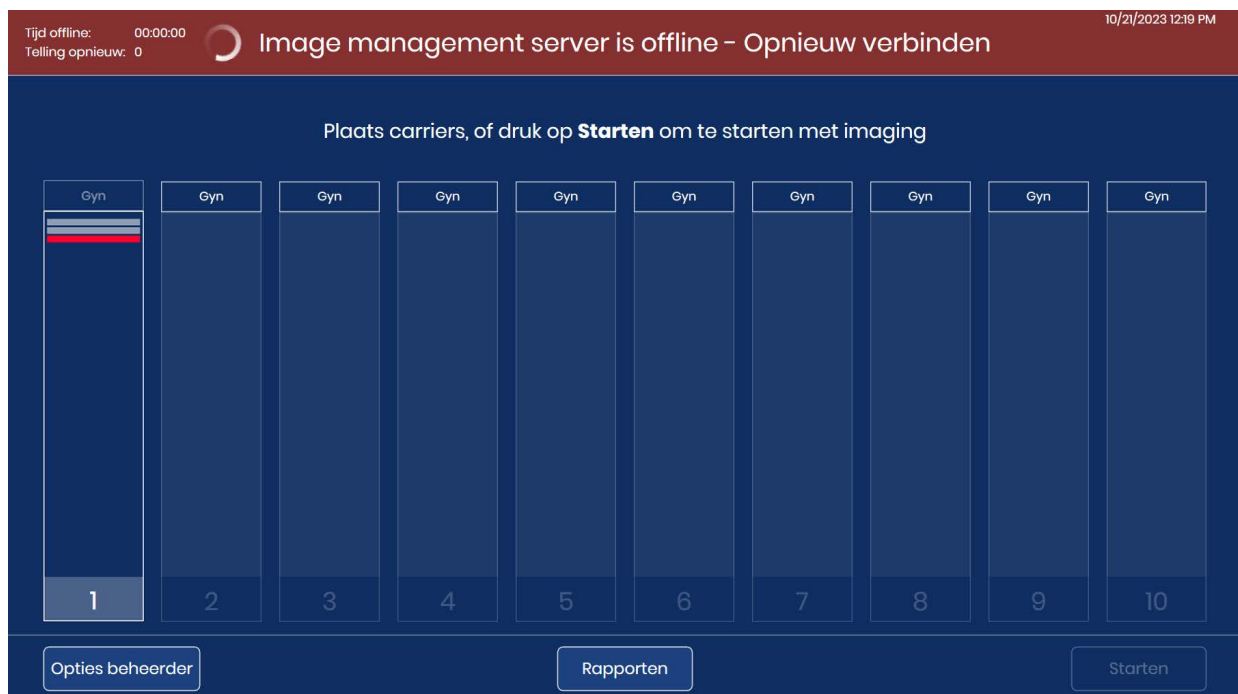 Tijd offline: 00:00:00
Telling opnieuw: 0
Image management server is offline - Opnieuw verbinden
10/21/2023 12:19 PM
Plaats carriers, of druk op Starten om te starten met imaging
Gyn Gyn Gyn Gyn Gyn Gyn Gyn Gyn Gyn Gyn
1 2 3 4 5 6 7 8 9 10
Opties beheerder Rapporten Starten